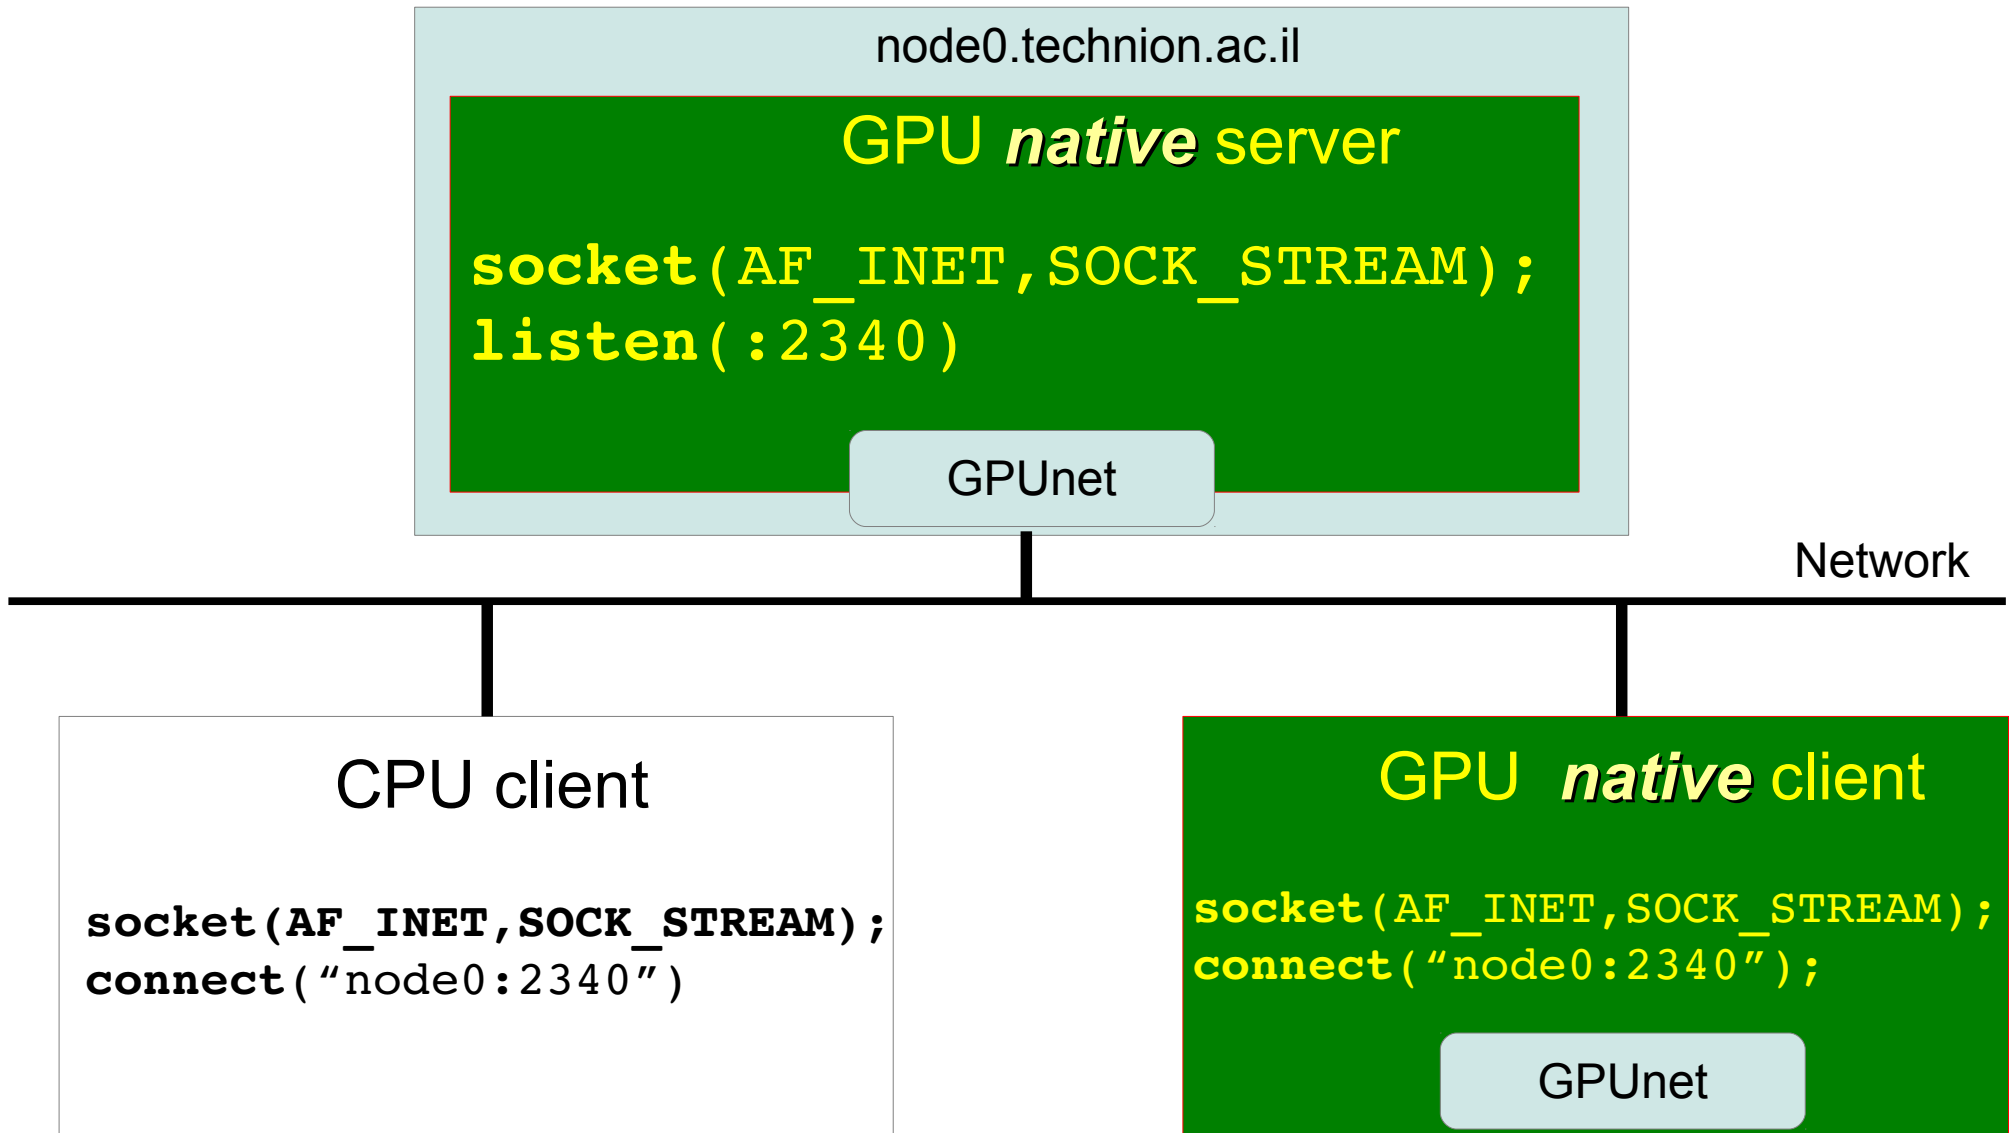 node0.technion.ac.il
GPU native server
socket(AF_INET,SOCK_STREAM);
listen(:2340)
GPUnet
Network
CPU client
socket(AF_INET,SOCK_STREAM);
connect(“node0:2340”)
GPU native client
socket(AF_INET,SOCK_STREAM);
connect(“node0:2340”);
GPUnet